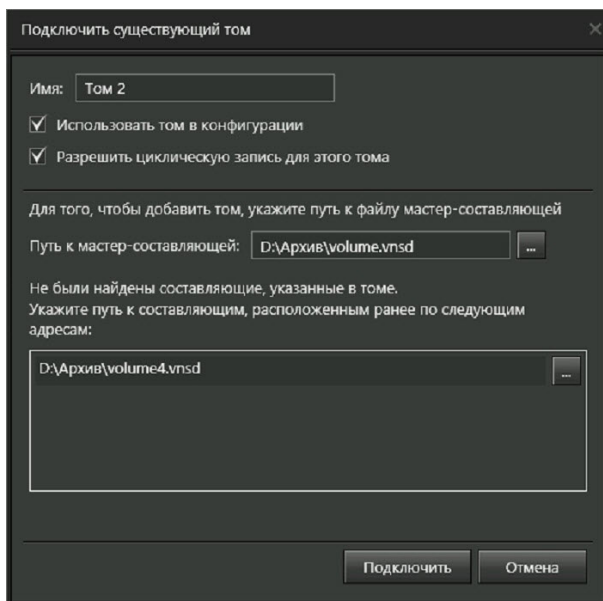 Подключить существующий том
Имя: Том 2
Использовать том в конфигурации
Разрешить циклическую запись для этого тома
Для того, чтобы добавить том, укажите путь к файлу мастер-составляющей
Путь к мастер-составляющей: D:\Архив\volume.vnsd ...
Не были найдены составляющие, указанные в томе.
Укажите путь к составляющим, расположенным ранее по следующим
адресам:
D:\Архив\volume4.vnsd ...
Подключить Отмена